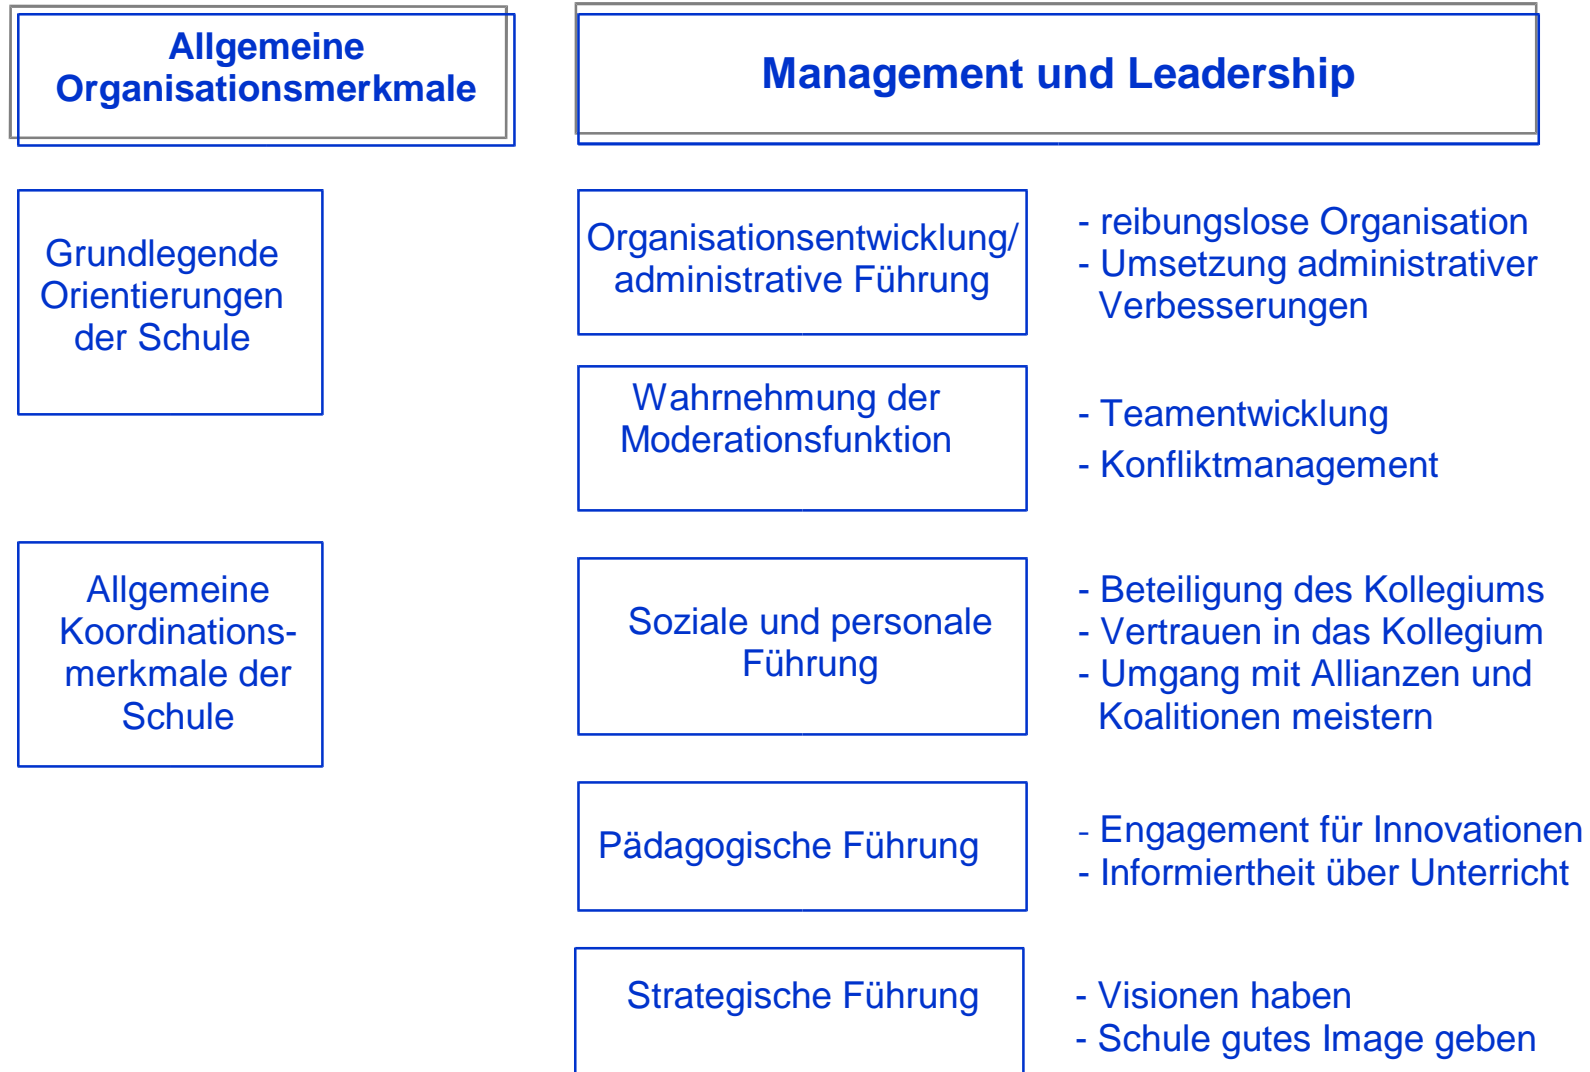 Allgemeine
Organisationsmerkmale
Management und Leadership
Grundlegende
Orientierungen
der Schule
Organisationsentwicklung/
administrative Führung
- reibungslose Organisation
- Umsetzung administrativer
Verbesserungen
Wahrnehmung der
Moderationsfunktion
- Teamentwicklung
- Konfliktmanagement
Allgemeine
Koordinations-
merkmale der
Schule
Soziale und personale
Führung
- Beteiligung des Kollegiums
- Vertrauen in das Kollegium
- Umgang mit Allianzen und
Koalitionen meistern
Pädagogische Führung
- Engagement für Innovationen
- Informiertheit über Unterricht
Strategische Führung
- Visionen haben
- Schule gutes Image geben